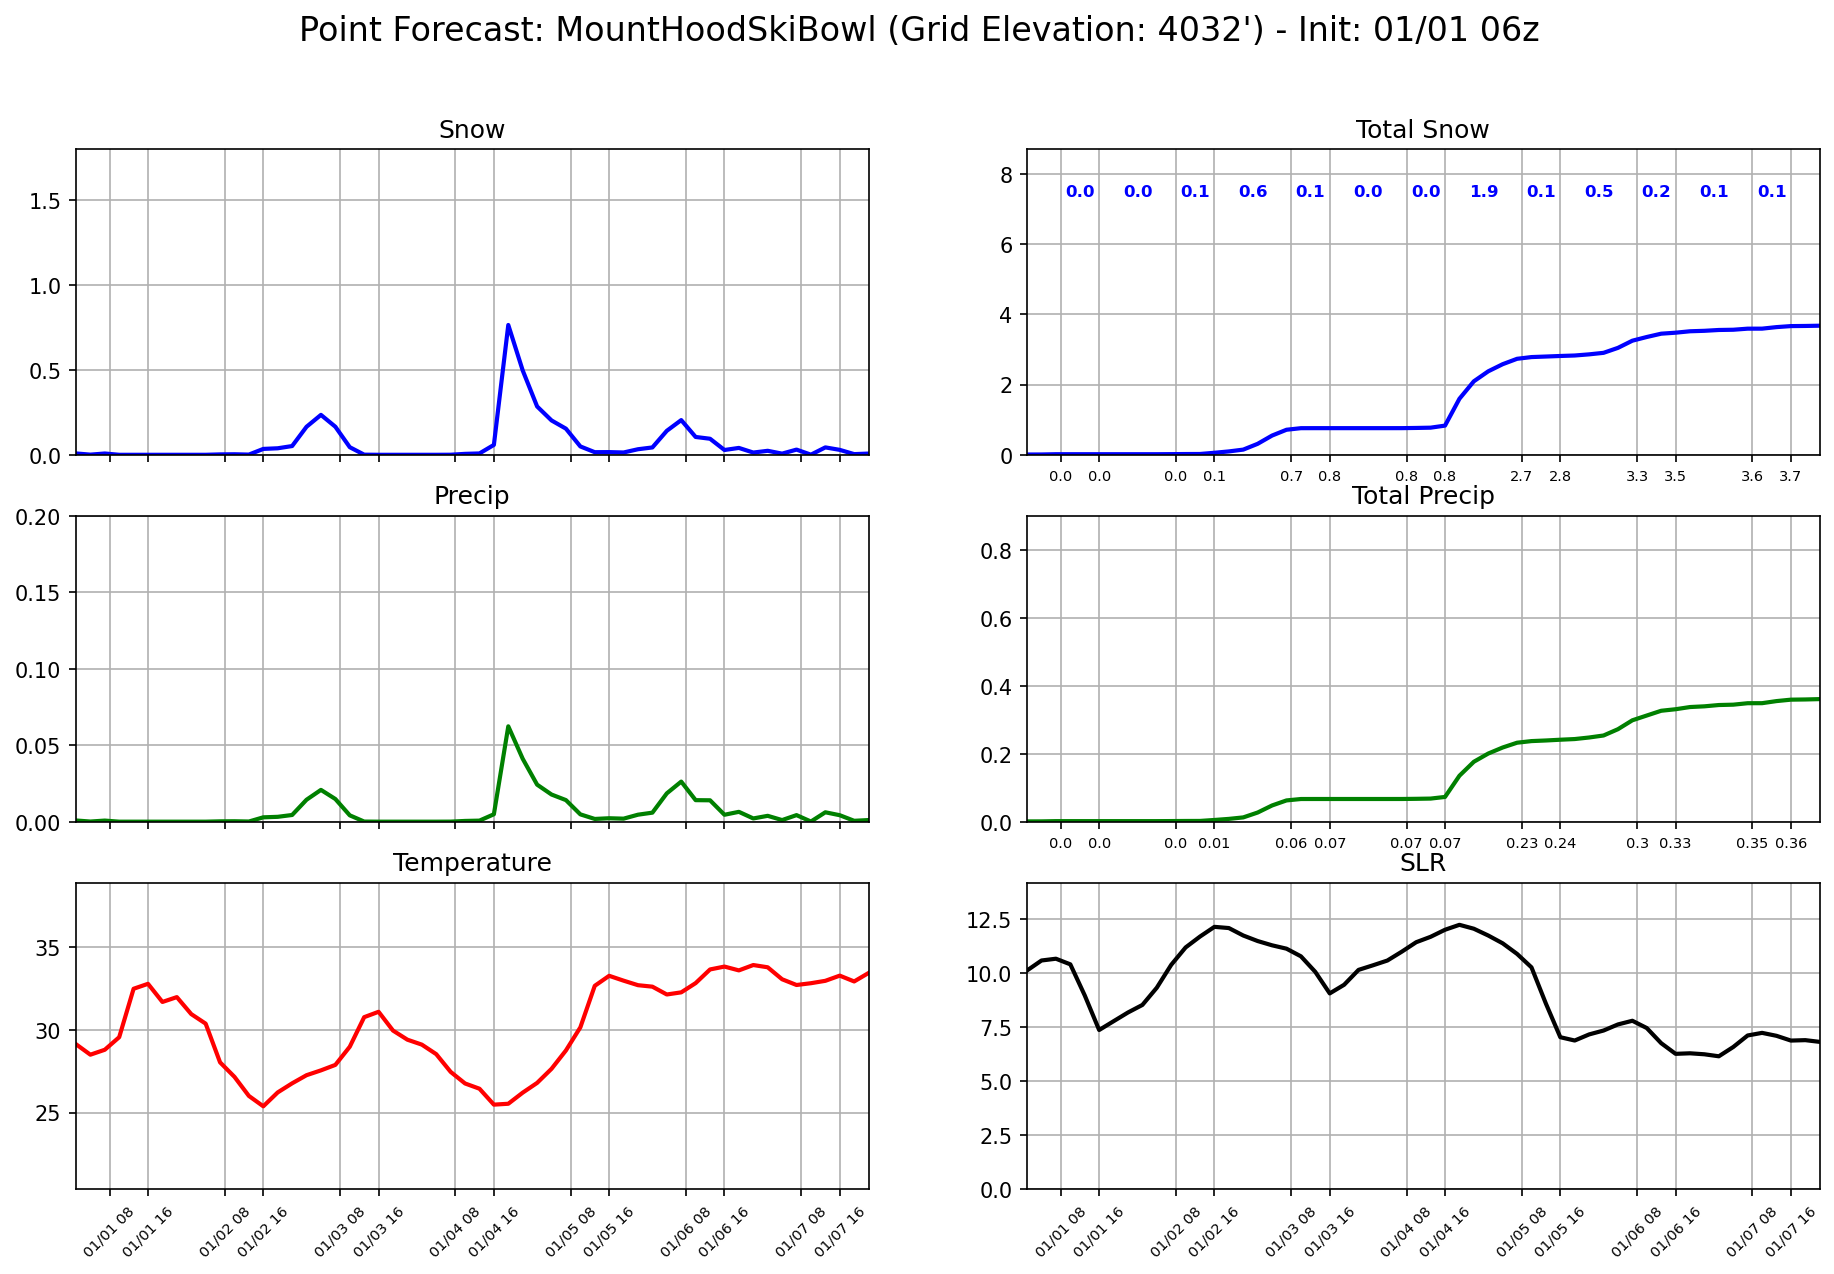 Point Forecast: MountHoodSkiBowl (Grid Elevation: 4032') - Init: 01/01 06z
Snow
1.5
1.0
0.5
0.0
Total Snow
8
6
4
2
0
0.0 0.0 0.1 0.6 0.1 0.0 0.0 1.9 0.1 0.5 0.2 0.1 0.1
0.0 0.0 0.0 0.1 0.7 0.8 0.8 0.8 2.7 2.8 3.3 3.5 3.6 3.7
Precip
0.20
0.15
0.10
0.05
0.00
Total Precip
0.8
0.6
0.4
0.2
0.0
0.0 0.0 0.0 0.01 0.06 0.07 0.07 0.07 0.23 0.24 0.3 0.33 0.35 0.36
Temperature
35
30
25
01/01 08 01/01 16 01/02 08 01/02 16 01/03 08 01/03 16 01/04 08 01/04 16 01/05 08 01/05 16 01/06 08 01/06 16 01/07 08 01/07 16
SLR
12.5
10.0
7.5
5.0
2.5
0.0
01/01 08 01/01 16 01/02 08 01/02 16 01/03 08 01/03 16 01/04 08 01/04 16 01/05 08 01/05 16 01/06 08 01/06 16 01/07 08 01/07 16